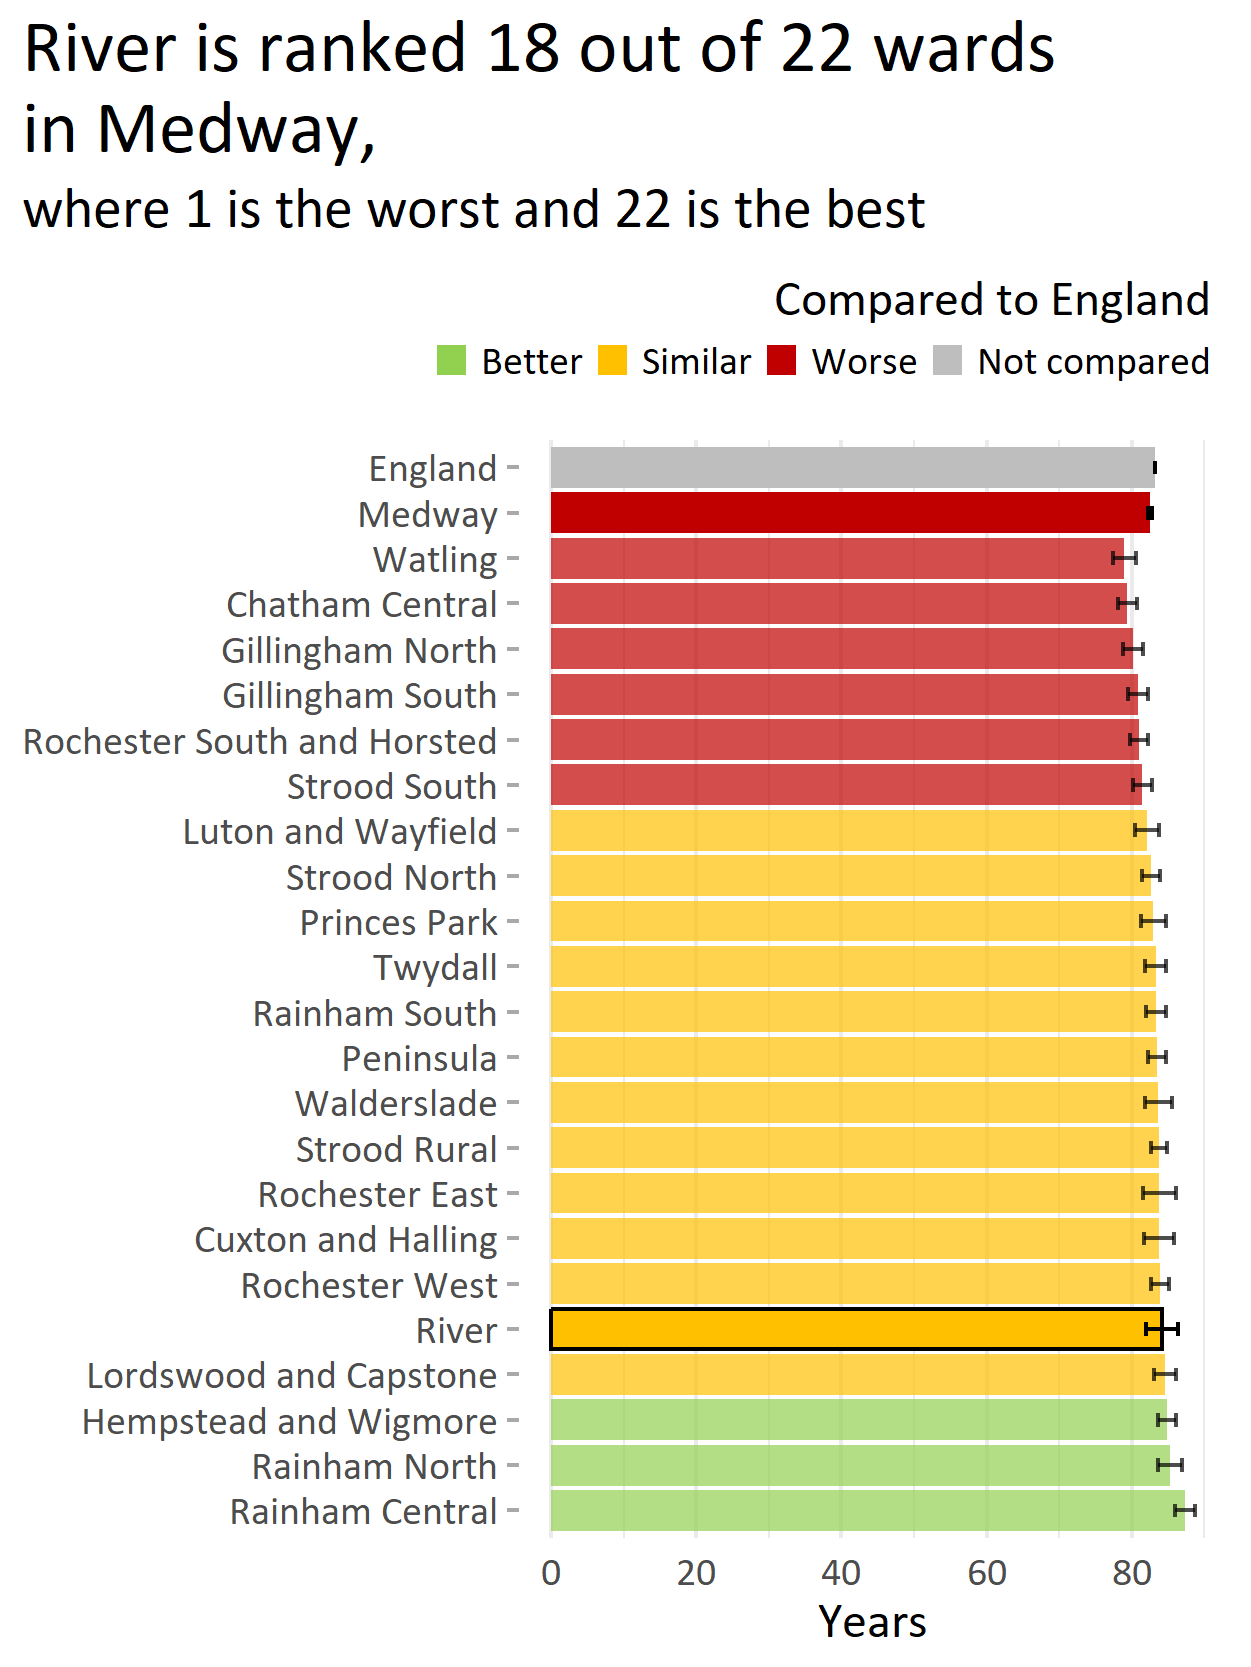 River is ranked 18 out of 22 wards
in Medway,
where 1 is the worst and 22 is the best
Compared to England
Better Similar Worse Not compared
England
Medway
Watling
Chatham Central
Gillingham North
Gillingham South
Rochester South and Horsted
Strood South
Luton and Wayfield
Strood North
Princes Park
Twydall
Rainham South
Peninsula
Walderslade
Strood Rural
Rochester East
Cuxton and Halling
Rochester West
River
Lordswood and Capstone
Hempstead and Wigmore
Rainham North
Rainham Central
0 20 40 60 80
Years